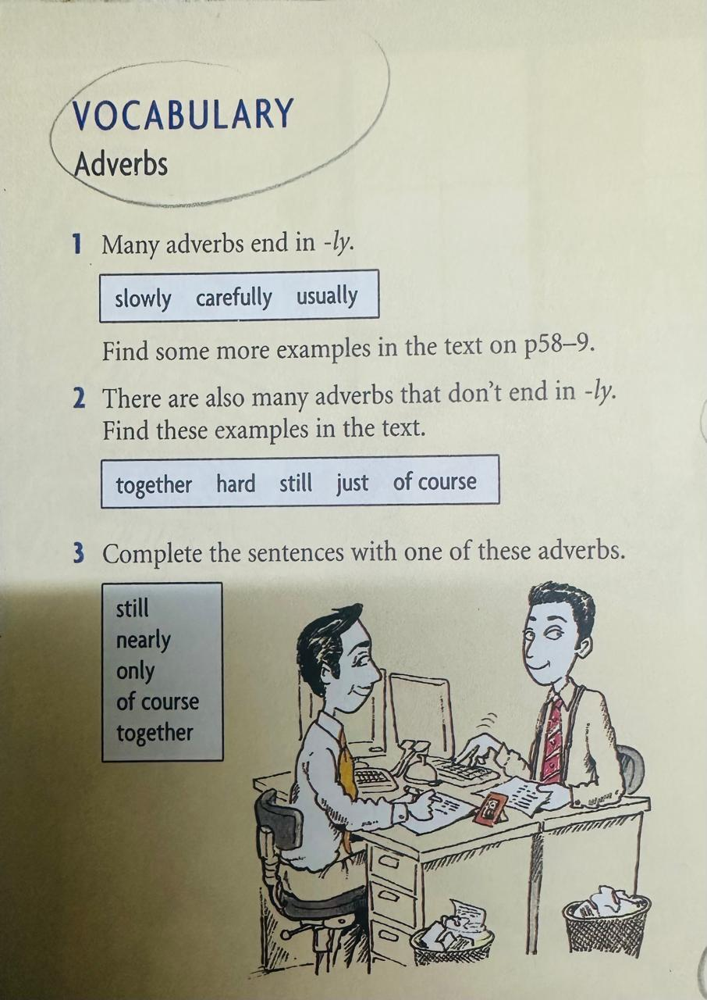 VOCABULARY
Adverbs
1 Many adverbs end in -ly.
slowly carefully usually
Find some more examples in the text on p58–9.
2 There are also many adverbs that don't end in -ly.
Find these examples in the text.
together hard still just of course
3 Complete the sentences with one of these adverbs.
still
nearly
only
of course
together